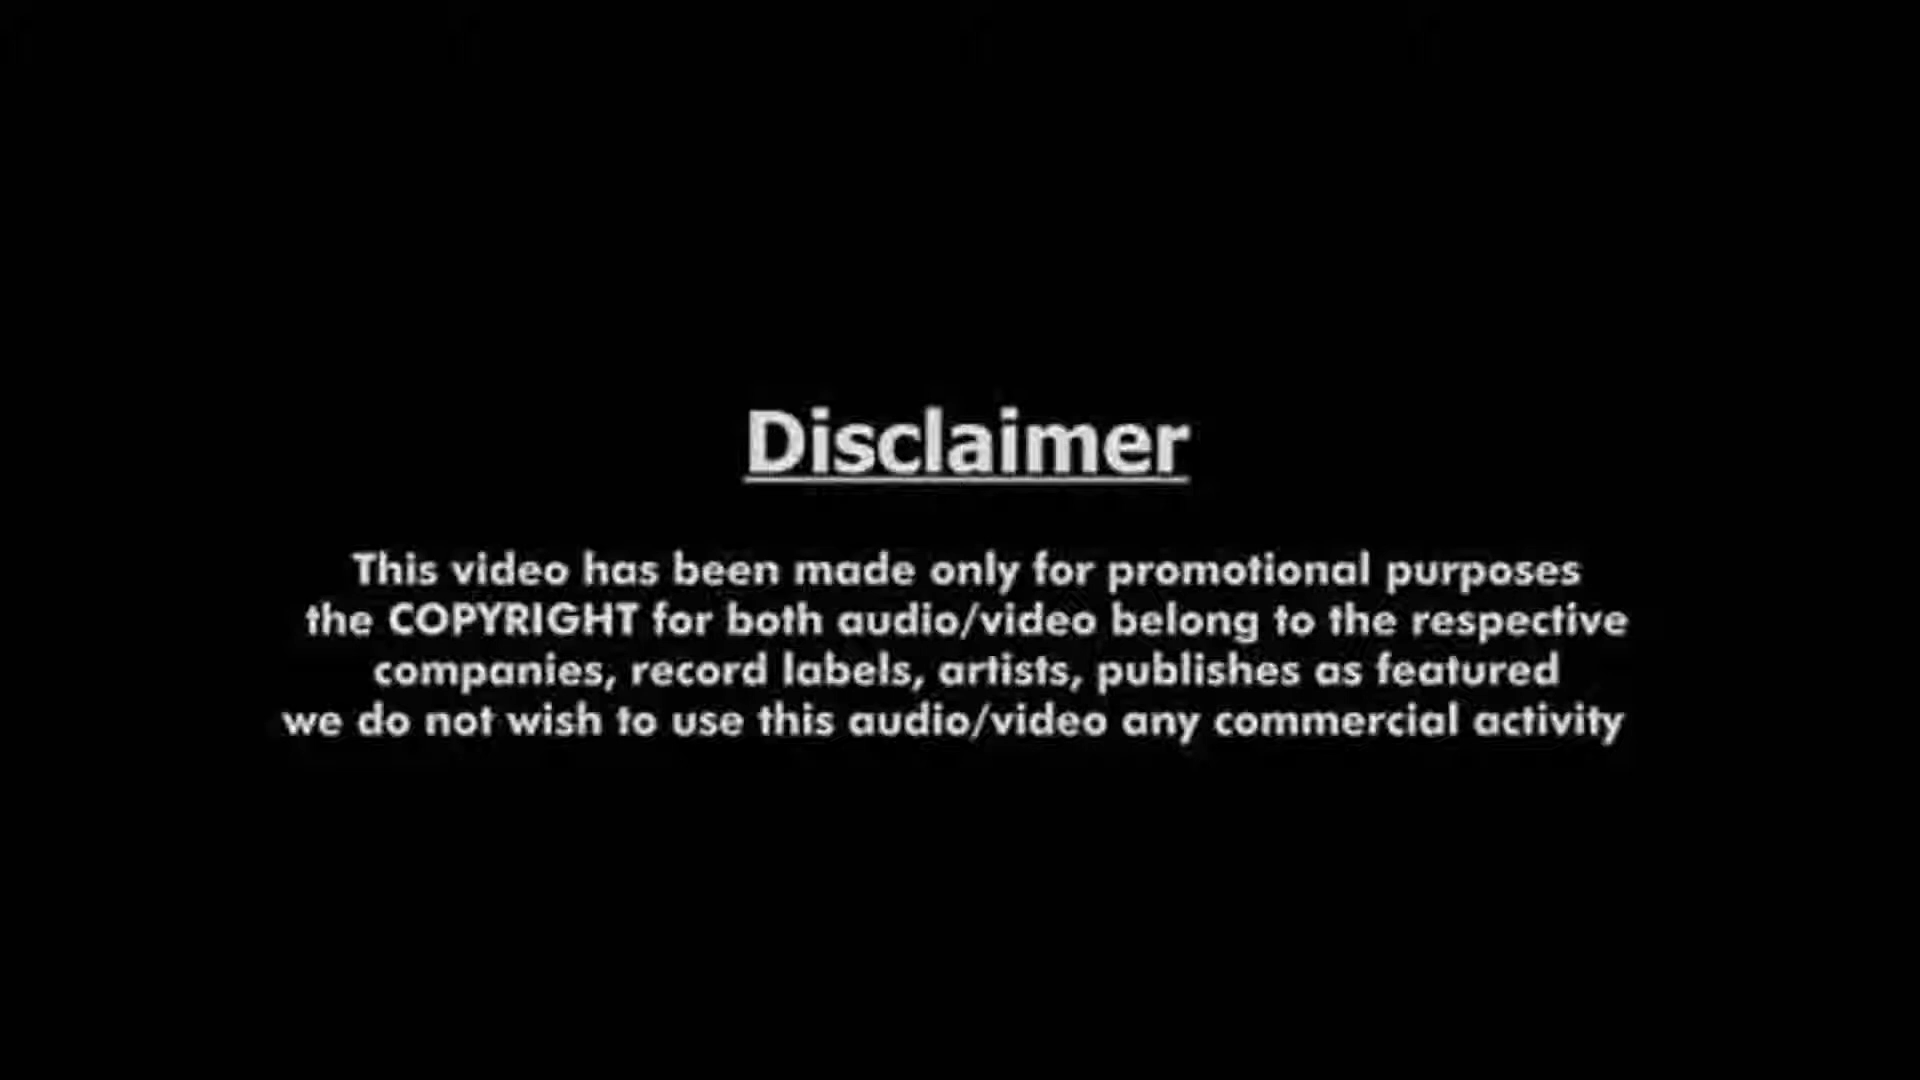 Disclaimer
This video has been made only for promotional purposes
the COPYRIGHT for both audio/video belong to the respective
companies, record labels, artists, publishes as featured
we do not wish to use this audio/video any commercial activity